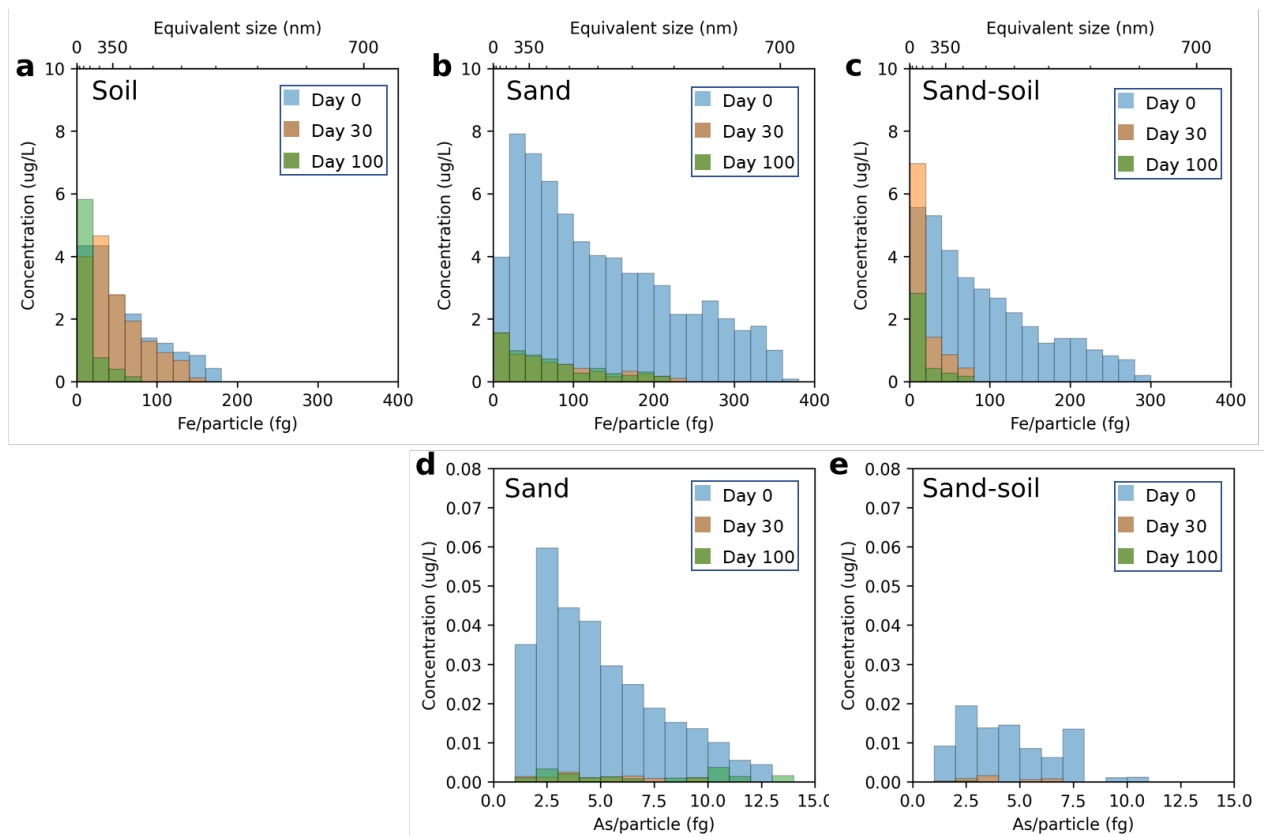 Equivalent size (nm)
0 350 700
a
Soil
Day 0
Day 30
Day 100
Concentration (ug/L)
10
8
6
4
2
0
0 100 200 300 400
Fe/particle (fg)
Equivalent size (nm)
0 350 700
b
Sand
Day 0
Day 30
Day 100
Concentration (ug/L)
10
8
6
4
2
0
0 100 200 300 400
Fe/particle (fg)
Equivalent size (nm)
0 350 700
c
Sand-soil
Day 0
Day 30
Day 100
Concentration (ug/L)
10
8
6
4
2
0
0 100 200 300 400
Fe/particle (fg)
d
Sand
Day 0
Day 30
Day 100
Concentration (ug/L)
0.08
0.07
0.06
0.05
0.04
0.03
0.02
0.01
0.00
0.0 2.5 5.0 7.5 10.0 12.5 15.0
As/particle (fg)
e
Sand-soil
Day 0
Day 30
Day 100
Concentration (ug/L)
0.08
0.07
0.06
0.05
0.04
0.03
0.02
0.01
0.00
0.0 2.5 5.0 7.5 10.0 12.5 15.0
As/particle (fg)